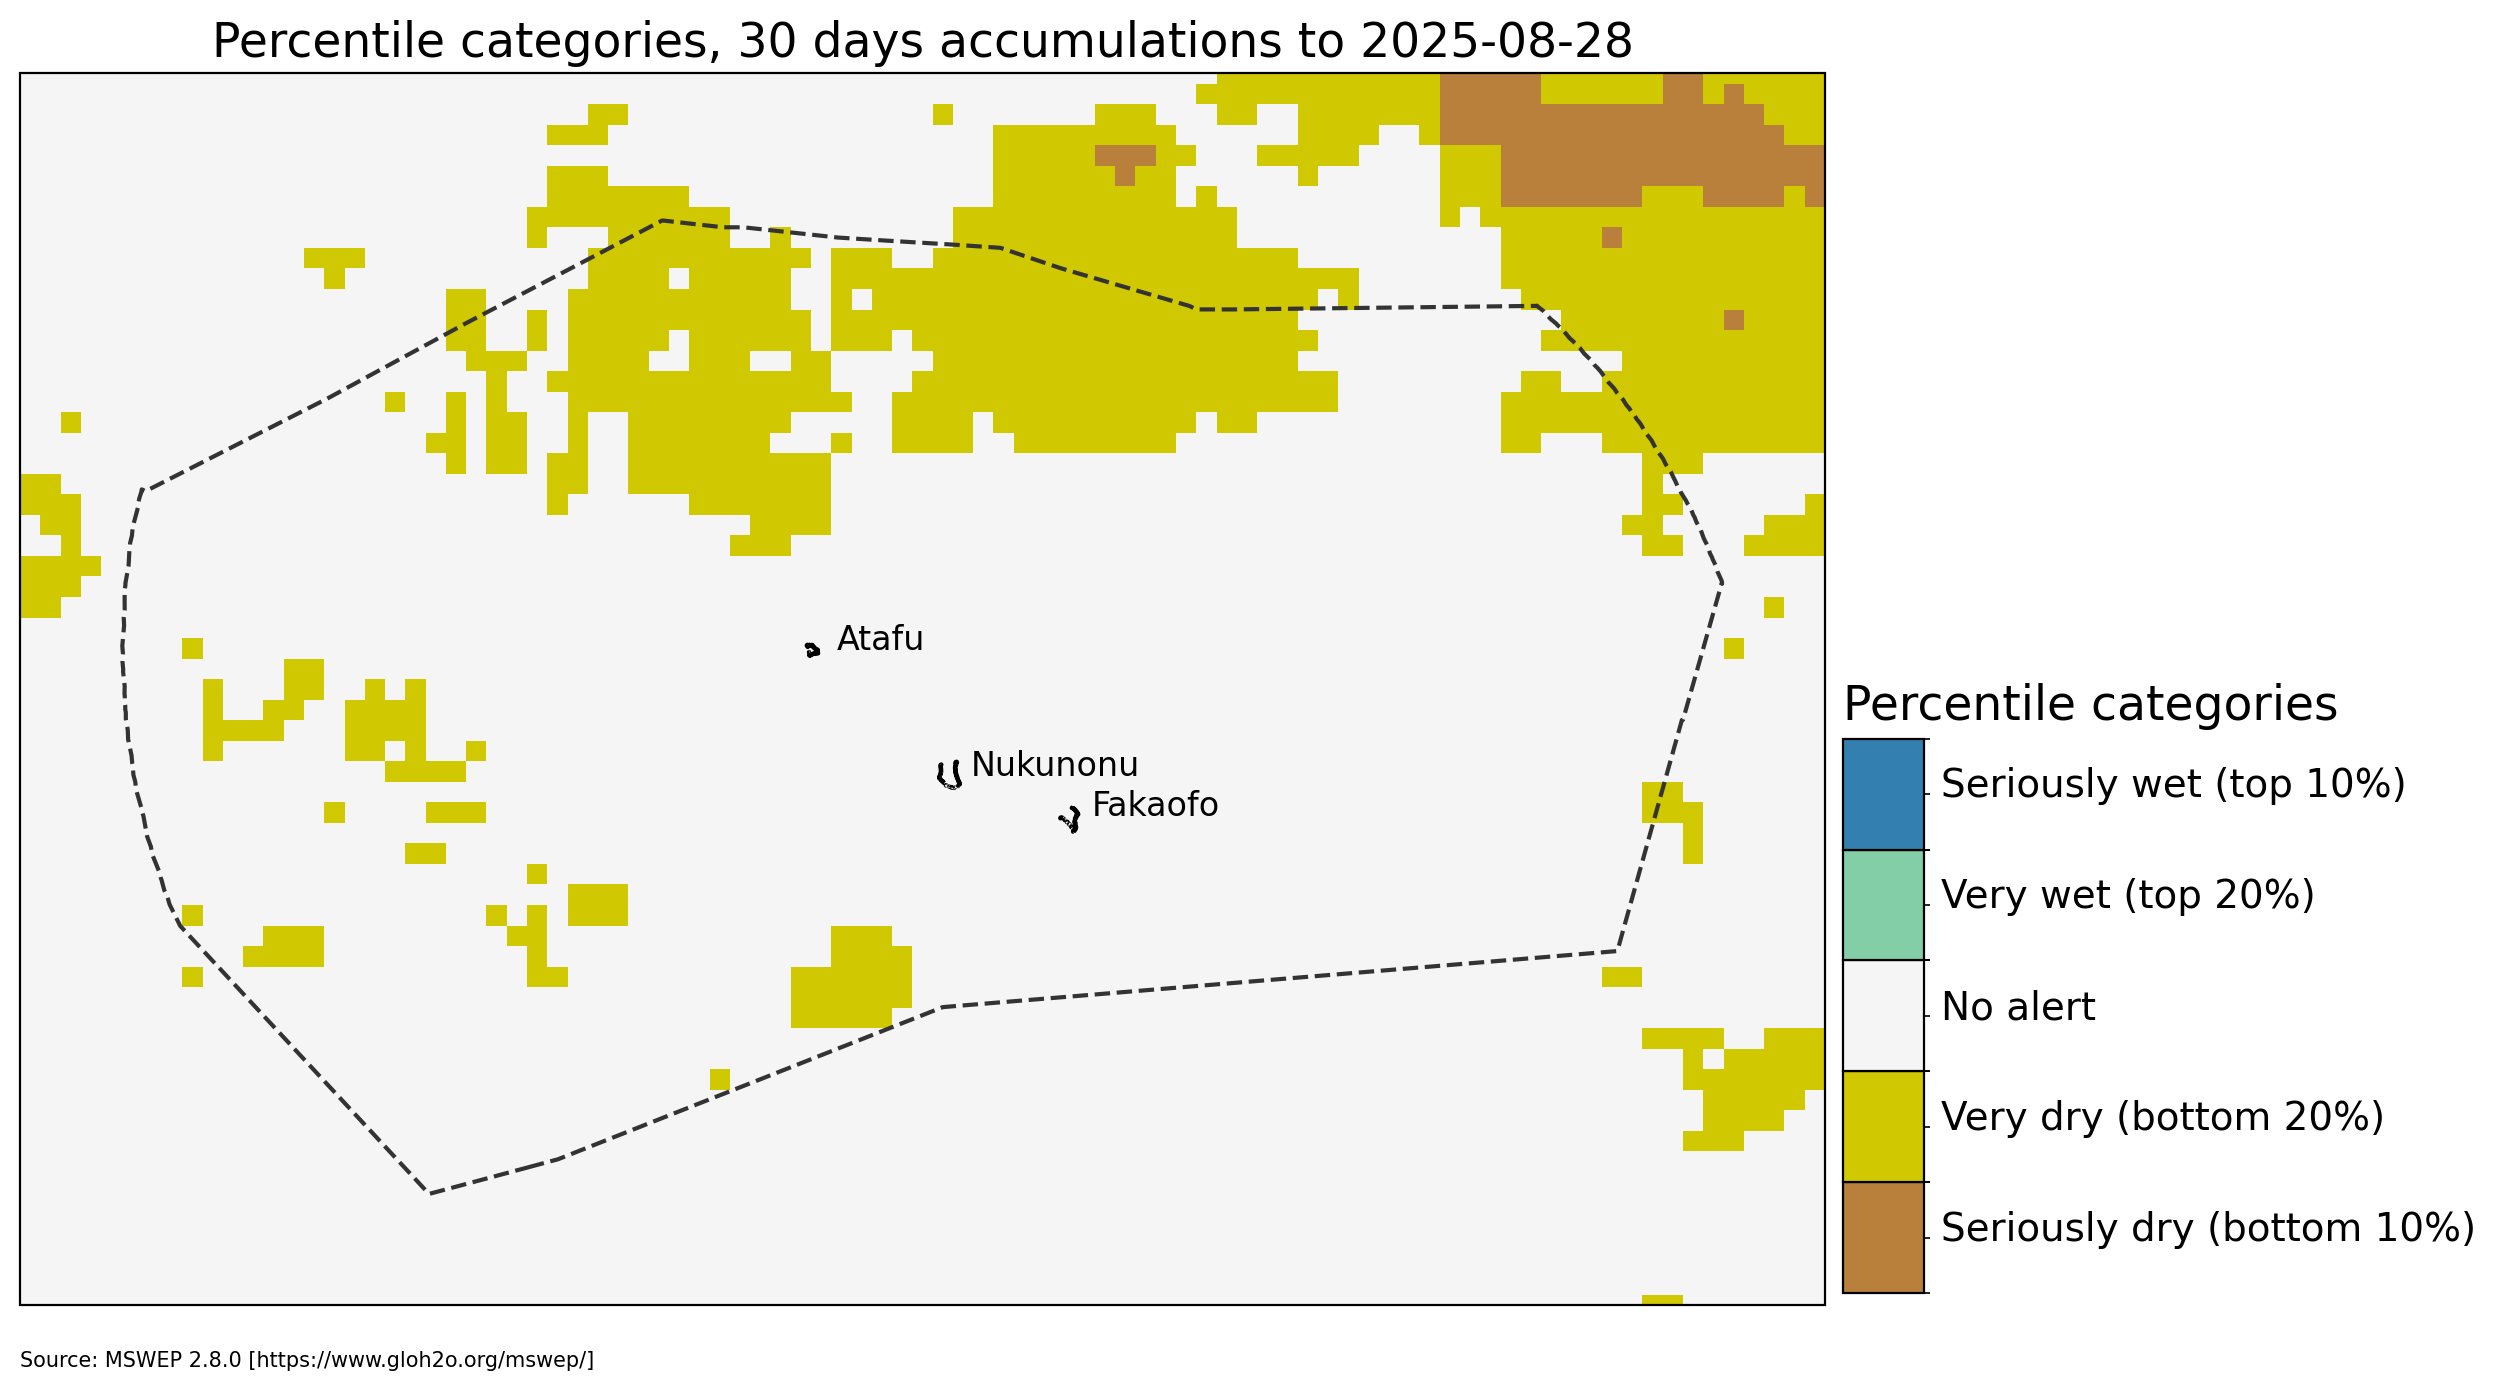 Percentile categories, 30 days accumulations to 2025-08-28
Atafu
Nukunonu
Fakaofo
Percentile categories
Seriously wet (top 10%)
Very wet (top 20%)
No alert
Very dry (bottom 20%)
Seriously dry (bottom 10%)
Source: MSWEP 2.8.0 [https://www.gloh2o.org/mswep/]